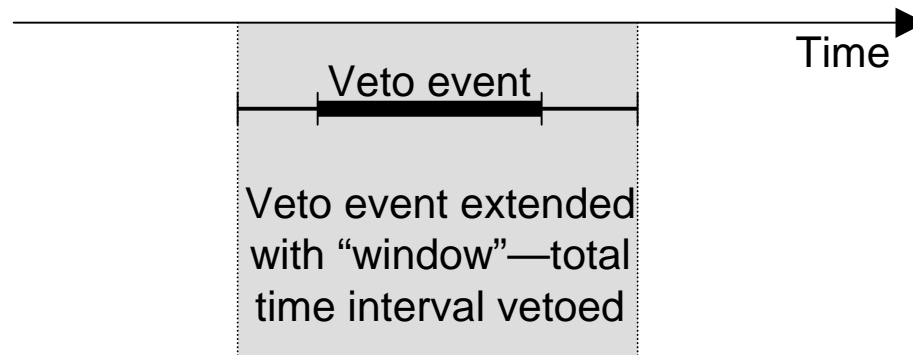 Time
Veto event
Veto event extended
with “window”—total
time interval vetoed